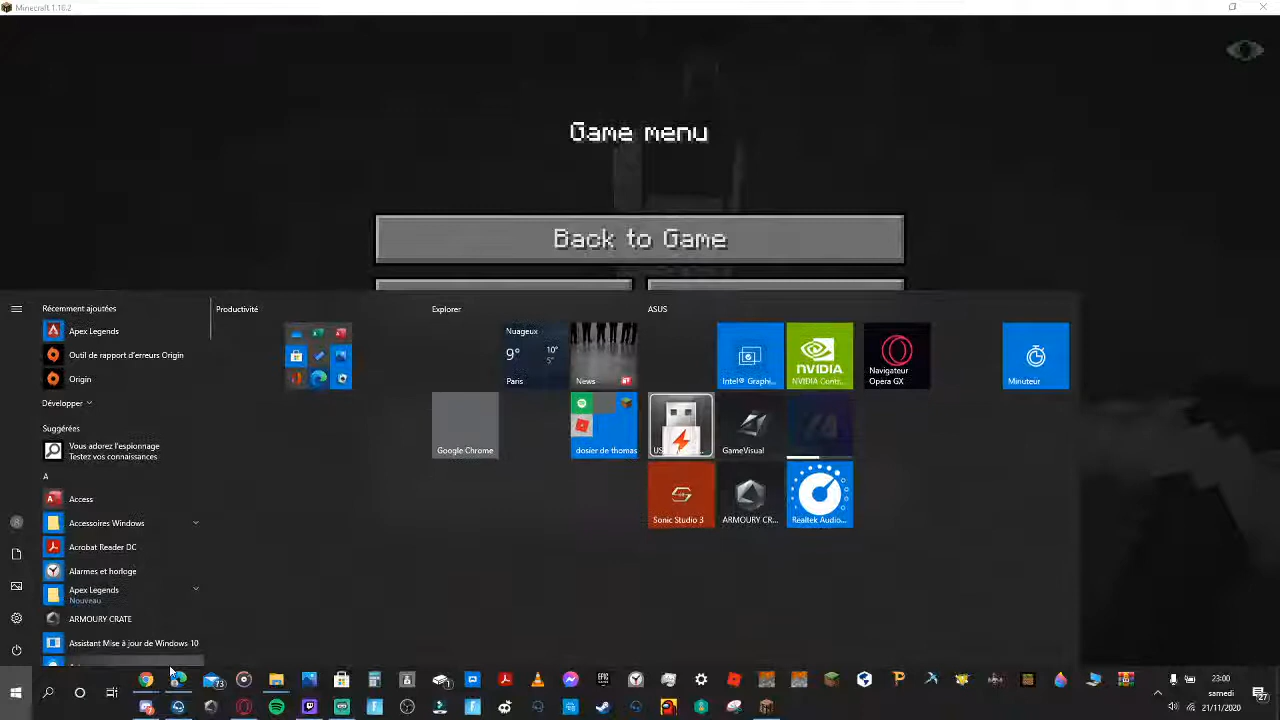 Minecraft 1.16.2
Game menu
Back to Game
Récemment ajoutées
Apex Legends
Outil de rapport d'erreurs Origin
Origin
Développer
Suggérées
Vous adorez l'espionnage
Testez vos connaissances
A
Access
Accessoires Windows
Acrobat Reader DC
Alarmes et horloge
Apex Legends
Nouveau
ARMOURY CRATE
Assistant Mise à jour de Windows 10
Productivité
Explorer
Nuageux
9°
10°
5°
Paris
News
Google Chrome
dosier de thomas
ASUS
Intel® Graphi...
NVIDIA Contr...
Navigateur
Opera GX
Minuteur
GameVisual
Sonic Studio 3
ARMOURY CR...
Realtek Audio...
73
23:00
samedi
21/11/2020
27